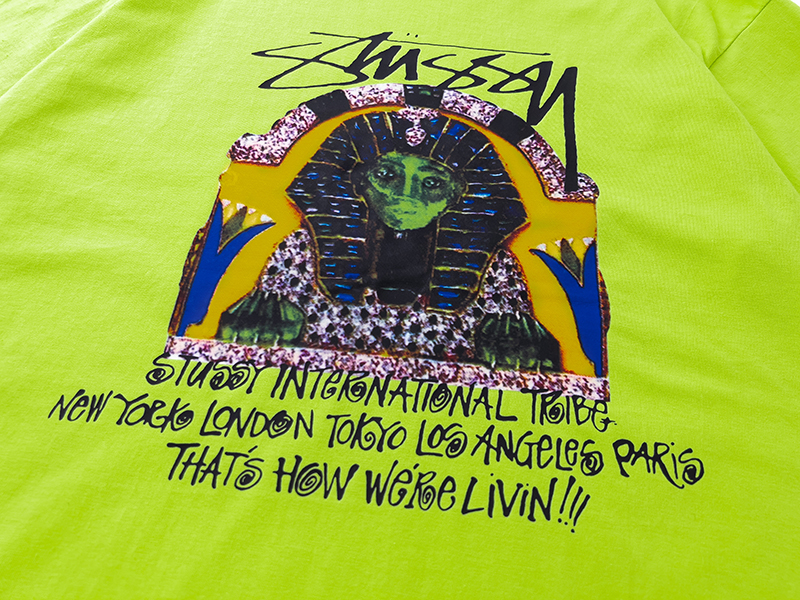 Stüssy
STUSSY INTERNATIONAL TRIBE
NEW YORK LONDON TOKYO LOS ANGELES PARIS
THAT'S HOW WE'RE LIVIN!!!